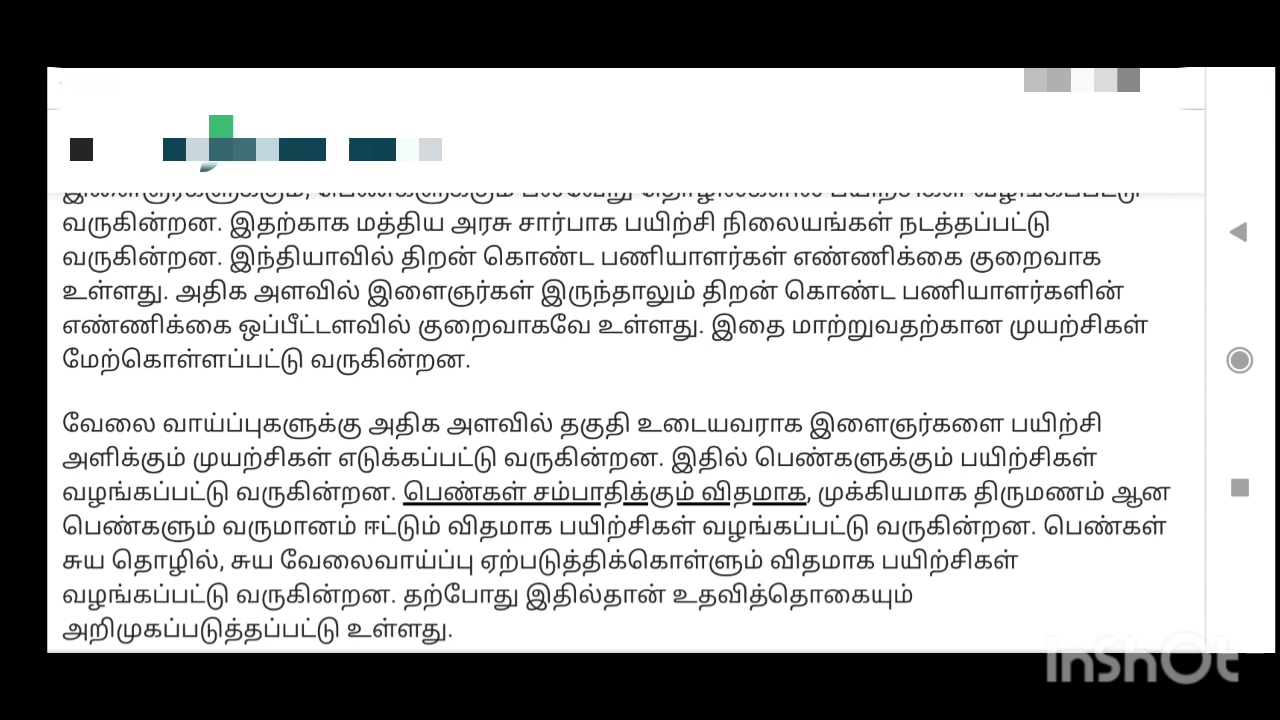 வருகின்றன. இதற்காக மத்திய அரசு சார்பாக பயிற்சி நிலையங்கள் நடத்தப்பட்டு
வருகின்றன. இந்தியாவில் திறன் கொண்ட பணியாளர்கள் எண்ணிக்கை குறைவாக
உள்ளது. அதிக அளவில் இளைஞர்கள் இருந்தாலும் திறன் கொண்ட பணியாளர்களின்
எண்ணிக்கை ஒப்பீட்டளவில் குறைவாகவே உள்ளது. இதை மாற்றுவதற்கான முயற்சிகள்
மேற்கொள்ளப்பட்டு வருகின்றன.
வேலை வாய்ப்புகளுக்கு அதிக அளவில் தகுதி உடையவராக இளைஞர்களை பயிற்சி
அளிக்கும் முயற்சிகள் எடுக்கப்பட்டு வருகின்றன. இதில் பெண்களுக்கும் பயிற்சிகள்
வழங்கப்பட்டு வருகின்றன. பெண்கள் சம்பாதிக்கும் விதமாக, முக்கியமாக திருமணம் ஆன
பெண்களும் வருமானம் ஈட்டும் விதமாக பயிற்சிகள் வழங்கப்பட்டு வருகின்றன. பெண்கள்
சுய தொழில், சுய வேலைவாய்ப்பு ஏற்படுத்திக்கொள்ளும் விதமாக பயிற்சிகள்
வழங்கப்பட்டு வருகின்றன. தற்போது இதில்தான் உதவித்தொகையும்
அறிமுகப்படுத்தப்பட்டு உள்ளது.
InShOt